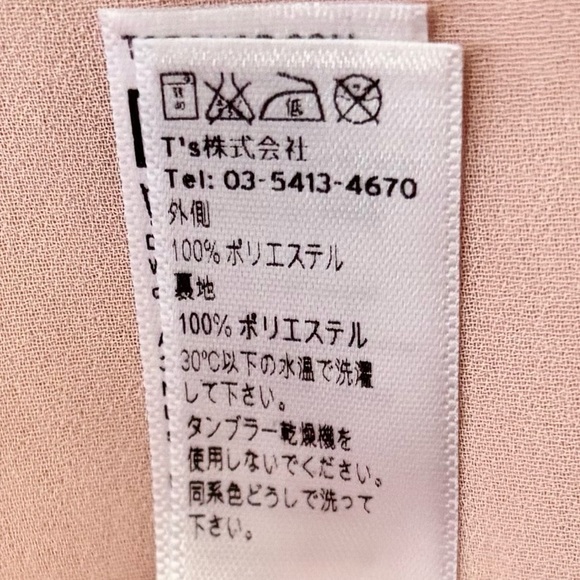 低
T's株式会社
Tel: 03-5413-4670
外側
100% ポリエステル
裏地
100% ポリエステル
30℃以下の水温で洗濯
して下さい。
タンブラー乾燥機を
使用しないでください。
同系色どうしで洗って
下さい。